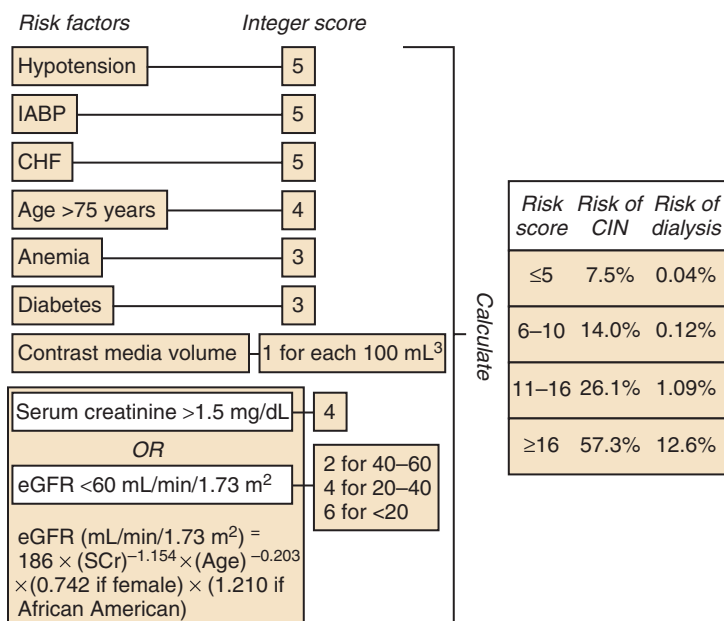 Risk factors Integer score
Hypotension 5
IABP 5
CHF 5
Age >75 years 4
Anemia 3
Diabetes 3
Contrast media volume 1 for each 100 mL³
Serum creatinine >1.5 mg/dL 4
OR
eGFR <60 mL/min/1.73 m²
2 for 40–60
4 for 20–40
6 for <20
eGFR (mL/min/1.73 m²) =
186 × (SCr)⁻¹·¹⁵⁴ × (Age)⁻⁰·²⁰³
×(0.742 if female) × (1.210 if
African American)
Calculate
Risk Risk of Risk of
score CIN dialysis
≤5 7.5% 0.04%
6–10 14.0% 0.12%
11–16 26.1% 1.09%
≥16 57.3% 12.6%